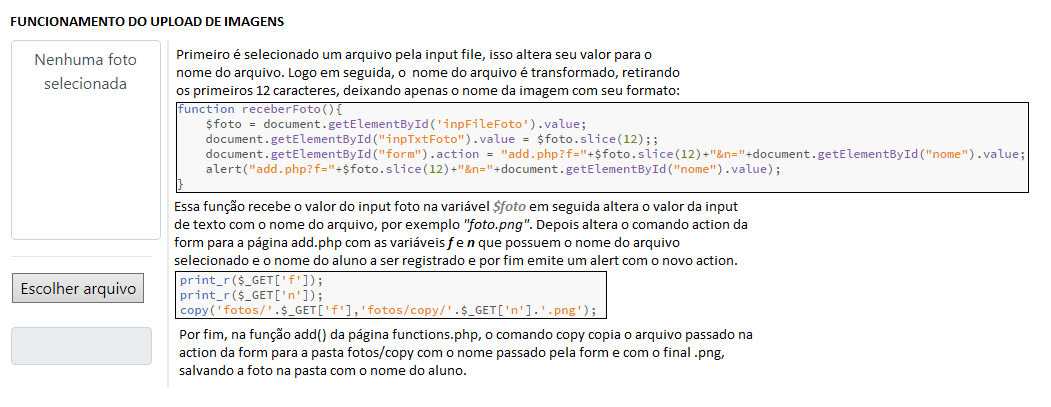 FUNCIONAMENTO DO UPLOAD DE IMAGENS
Nenhuma foto
selecionada
Escolher arquivo
Primeiro é selecionado um arquivo pela input file, isso altera seu valor para o
nome do arquivo. Logo em seguida, o  nome do arquivo é transformado, retirando
os primeiros 12 caracteres, deixando apenas o nome da imagem com seu formato:
function receberFoto(){
    $foto = document.getElementById('inpFileFoto').value;
    document.getElementById("inpTxtFoto").value = $foto.slice(12);;
    document.getElementById("form").action = "add.php?f="+$foto.slice(12)+"&n="+document.getElementById("nome").value;
    alert("add.php?f="+$foto.slice(12)+"&n="+document.getElementById("nome").value);
}
Essa função recebe o valor do input foto na variável $foto em seguida altera o valor da input
de texto com o nome do arquivo, por exemplo "foto.png". Depois altera o comando action da
form para a página add.php com as variáveis f e n que possuem o nome do arquivo
selecionado e o nome do aluno a ser registrado e por fim emite um alert com o novo action.
print_r($_GET['f']);
print_r($_GET['n']);
copy('fotos/'.$_GET['f'],'fotos/copy/'.$_GET['n'].'.png');
Por fim, na função add() da página functions.php, o comando copy copia o arquivo passado na
action da form para a pasta fotos/copy com o nome passado pela form e com o final .png,
salvando a foto na pasta com o nome do aluno.